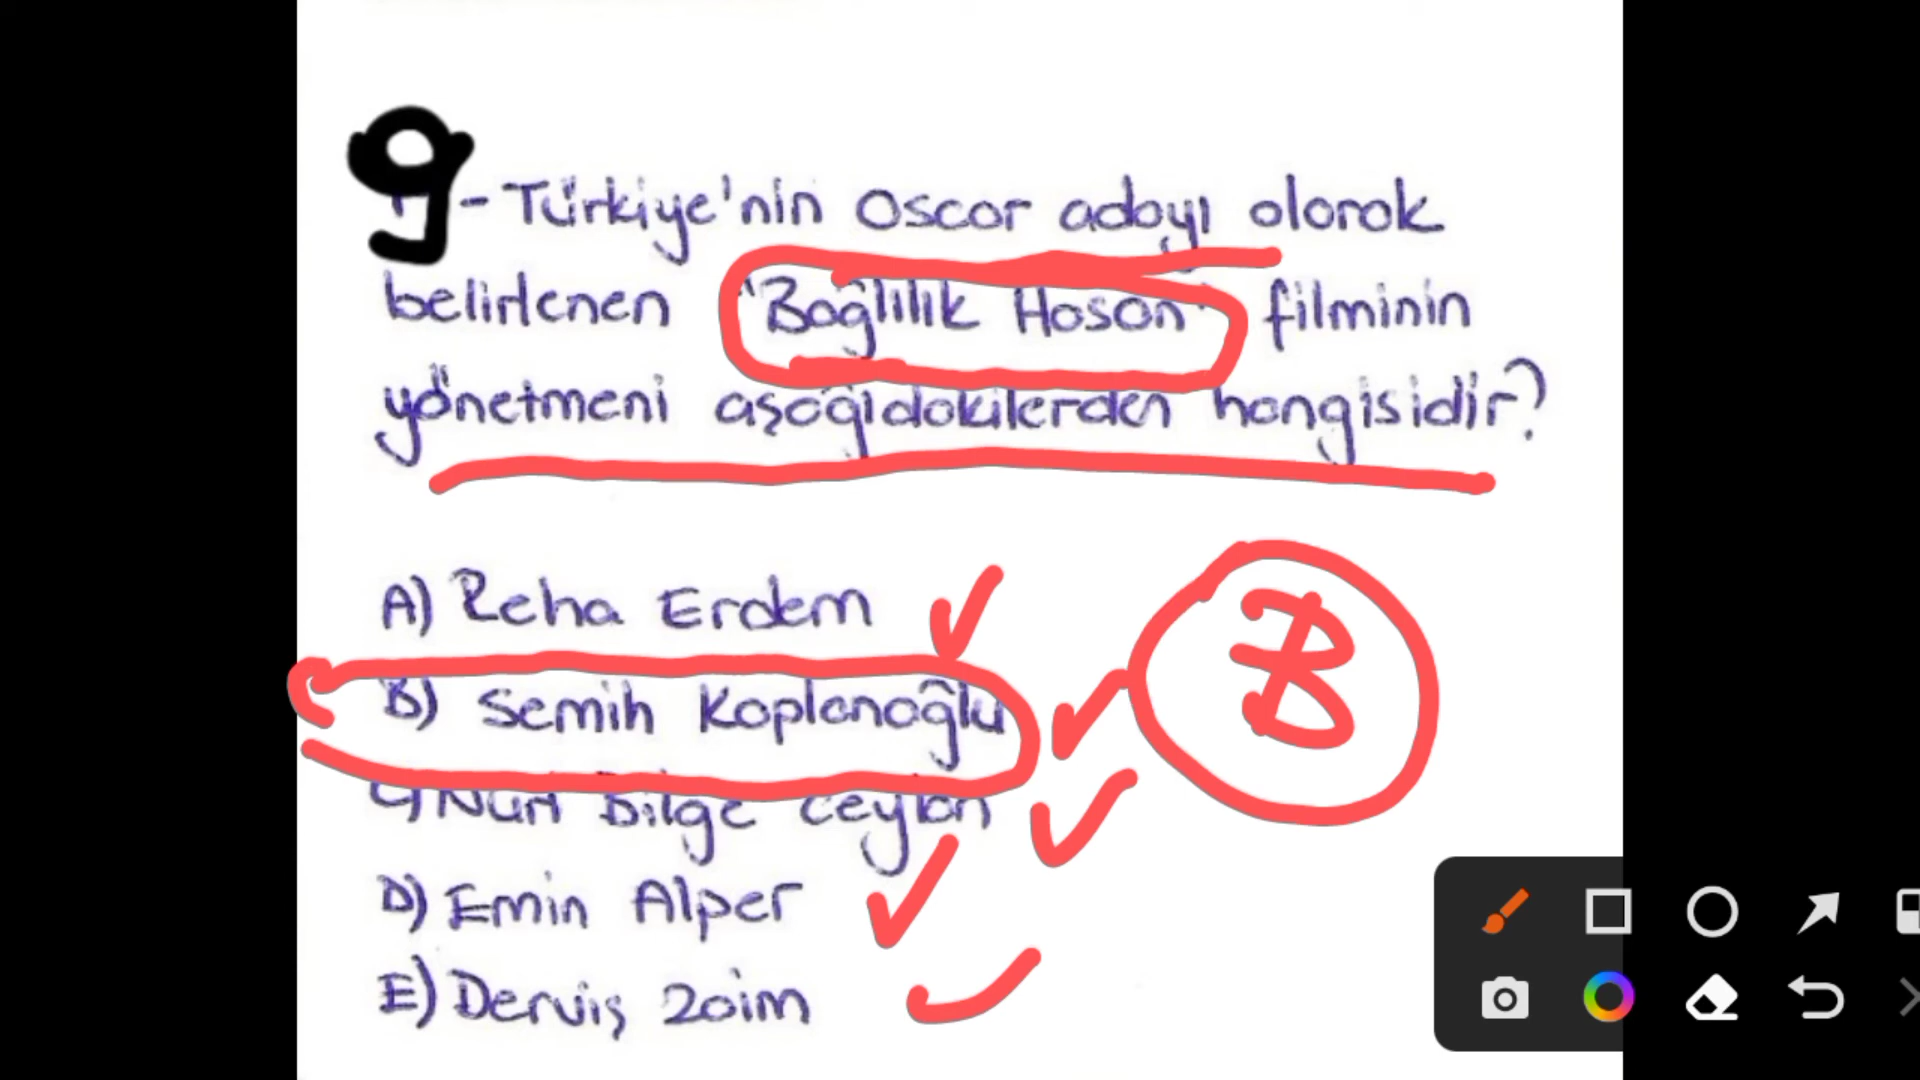 9-Türkiye'nin Oscar adayı olarak
belirlenen "Bağlılık Hasan" filminin
yönetmeni aşağıdakilerden hangisidir?
A) Reha Erdem
B) Semih Kaplanoğlu
B
C) Nuri Bilge Ceylan
D) Emin Alper
E) Derviş Zaim